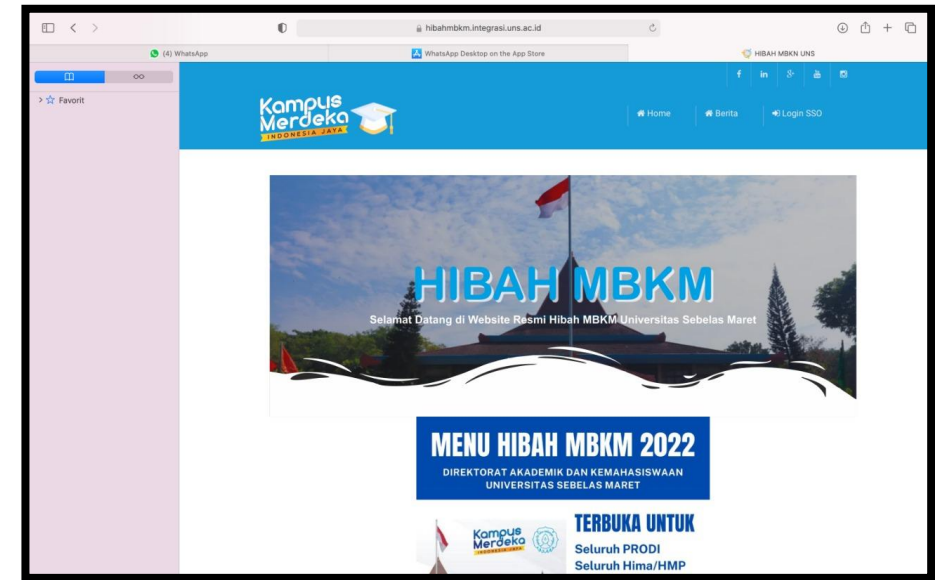 hibahmbkm.integrasi.uns.ac.id
(4) WhatsApp
WhatsApp Desktop on the App Store
HIBAH MBKN UNS
Favorit
Kampus
Merdeka
INDONESIA JAYA
Home
Berita
Login SSO
HIBAH MBKM
Selamat Datang di Website Resmi Hibah MBKM Universitas Sebelas Maret
MENU HIBAH MBKM 2022
DIREKTORAT AKADEMIK DAN KEMAHASISWAAN
UNIVERSITAS SEBELAS MARET
Kampus
Merdeka
INDONESIA JAYA
TERBUKA UNTUK
Seluruh PRODI
Seluruh Hima/HMP